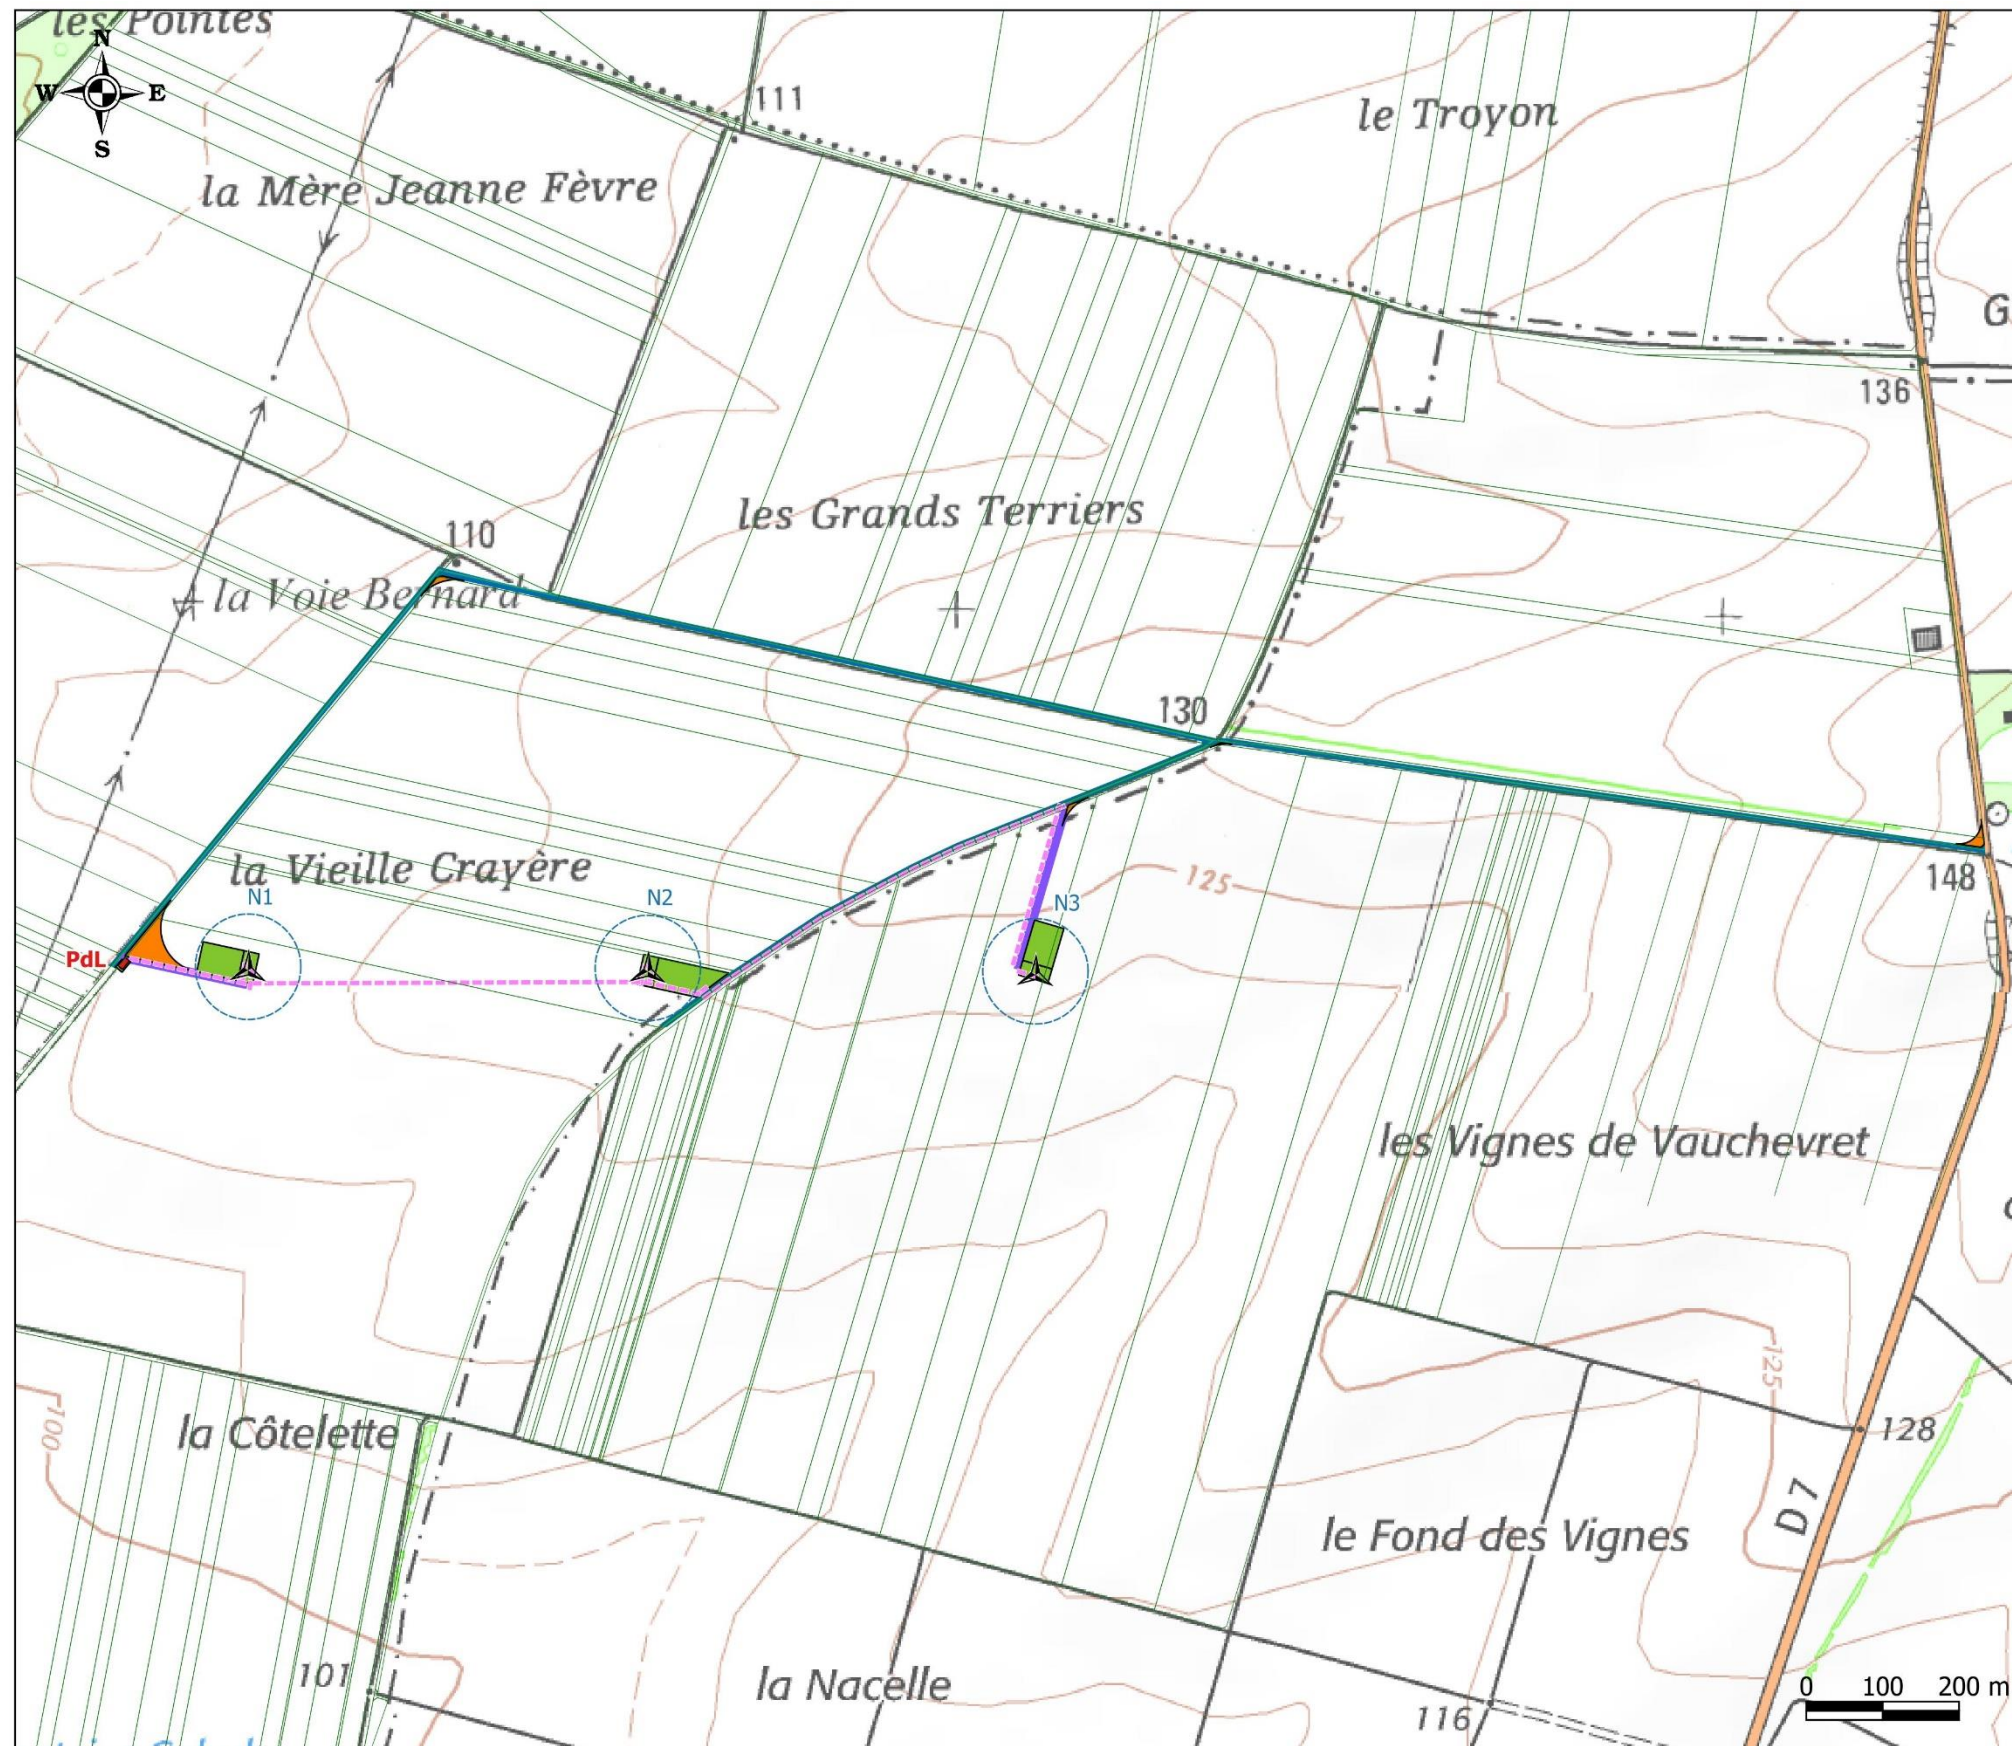 les Pointes
N
W E
S
111
le Troyon
la Mère Jeanne Fèvre
G
136
les Grands Terriers
110
la Voie Bernard
130
la Vieille Crayère
125
148
N1
N2
N3
PdL
les Vignes de Vauchevret
125
100
la Côtelette
128
D 7
le Fond des Vignes
101
la Nacelle
116
0 100 200 m